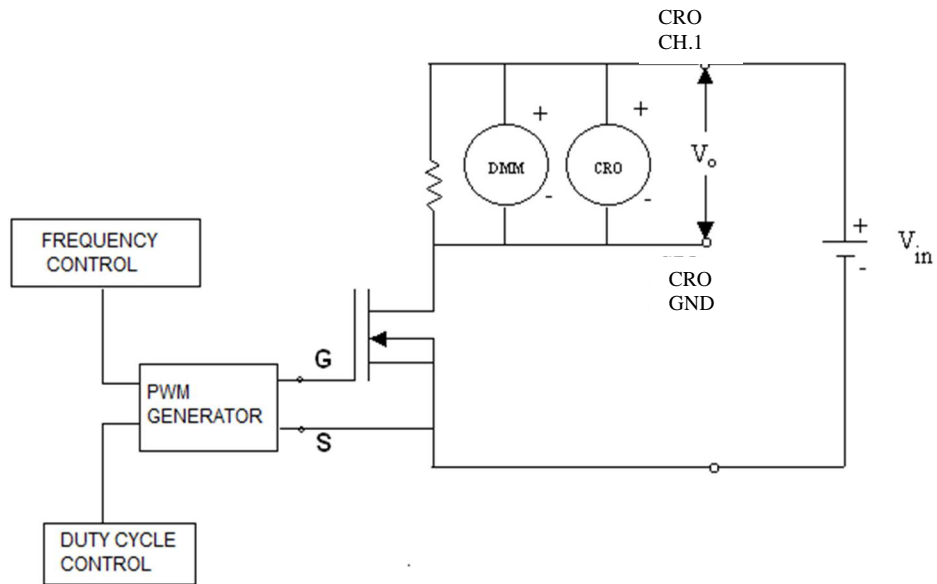 CRO
CH.1
+
+
DMM
CRO
-
-
Vo
+
Vin
-
CRO
GND
FREQUENCY
CONTROL
G
PWM
GENERATOR
S
DUTY CYCLE
CONTROL